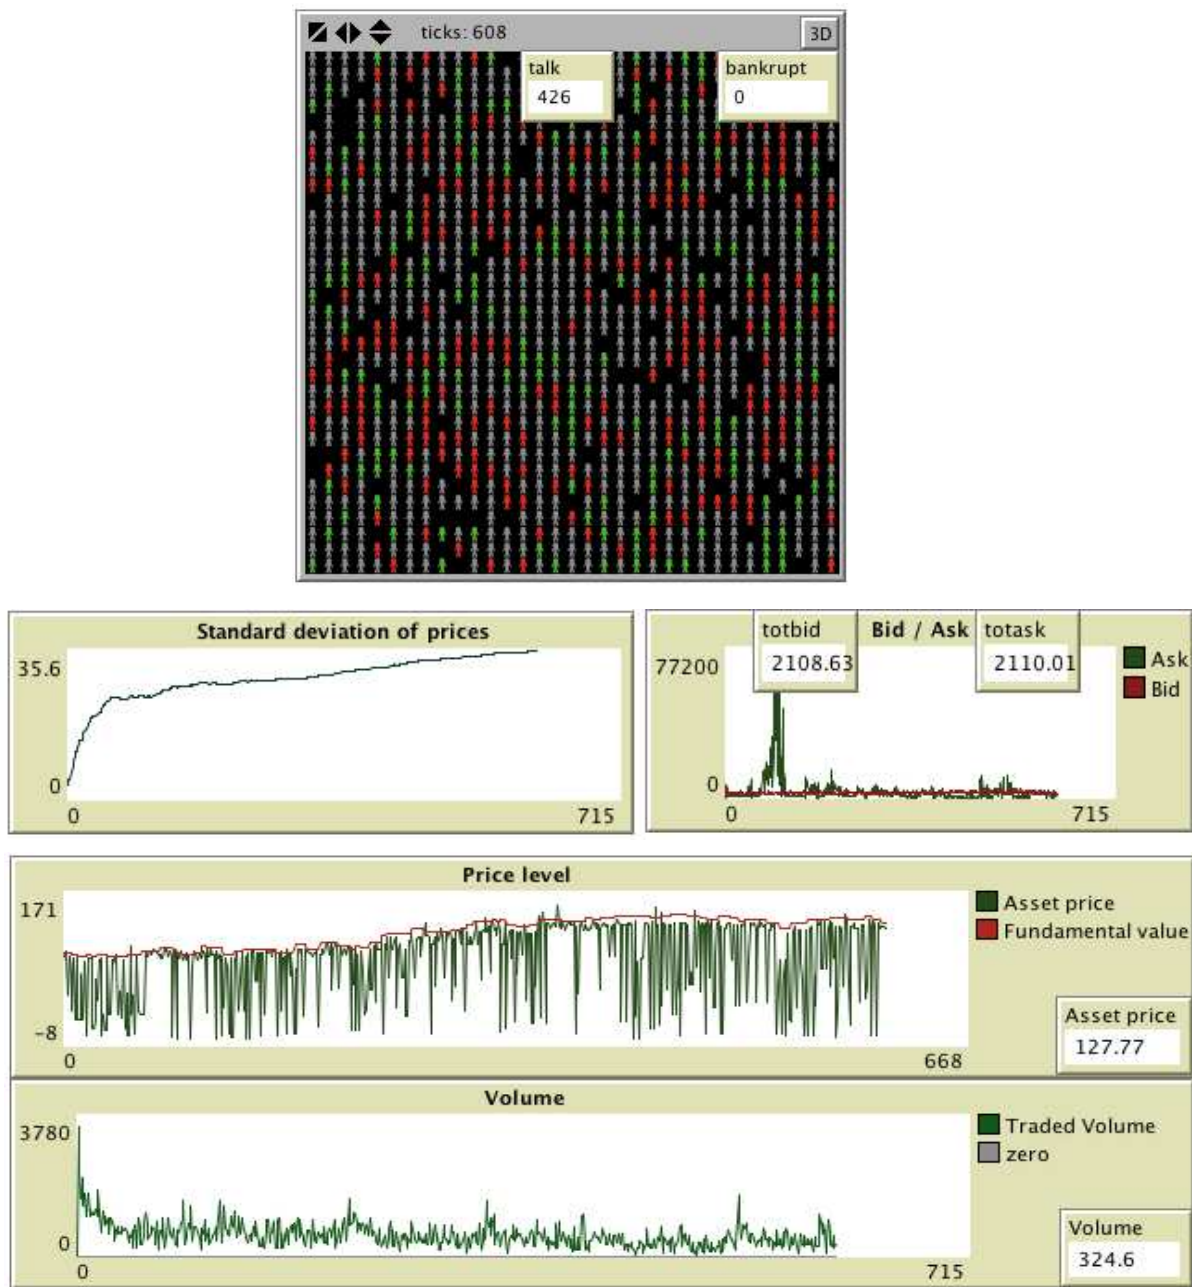 ticks: 608
3D
talk
426
bankrupt
0
Standard deviation of prices
35.6
0
0
715
totbid
2108.63
Bid / Ask
totask
2110.01
77200
0
0
715
Ask
Bid
Price level
171
-8
0
668
Asset price
Fundamental value
Asset price
127.77
Volume
3780
0
0
715
Traded Volume
zero
Volume
324.6